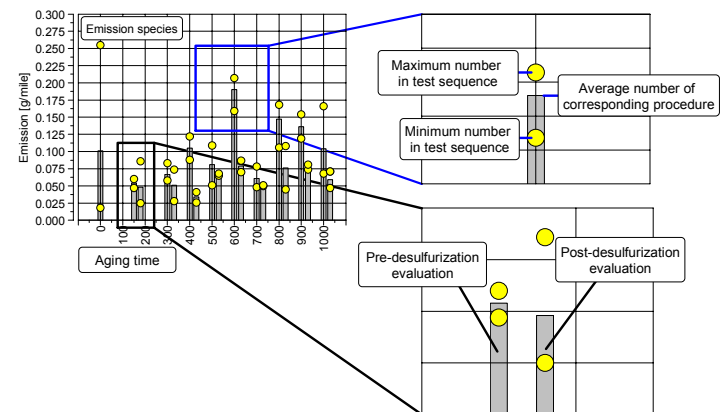 0.300
0.275
0.250
0.225
0.200
0.175
0.150
0.125
0.100
0.075
0.050
0.025
0.000
Emission [g/mile]
Emission species
0
100
200
300
400
500
600
700
800
900
1000
Aging time
Maximum number
in test sequence
Average number of
corresponding procedure
Minimum number
in test sequence
Pre-desulfurization
evaluation
Post-desulfurization
evaluation